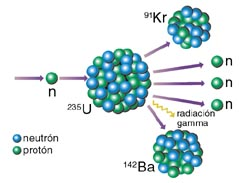 ⁹¹Kr
n
n
n
n
²³⁵U
radiación
gamma
neutrón
protón
¹⁴²Ba